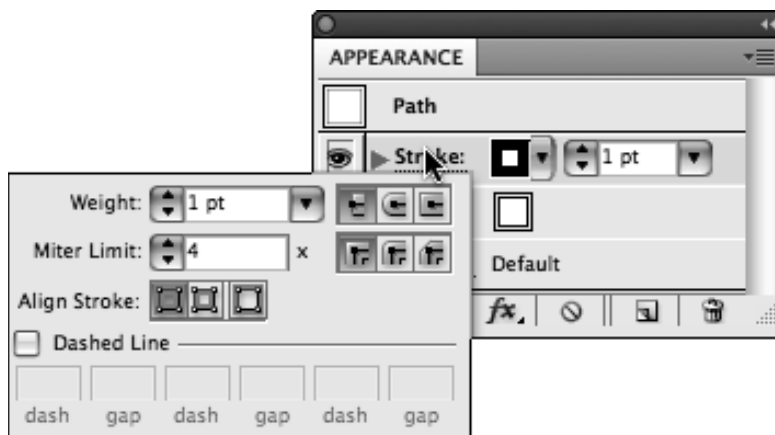 APPEARANCE
Path
Stroke: 1 pt
Weight: 1 pt
Miter Limit: 4 x
Default
fx
Align Stroke:
Dashed Line
dash gap dash gap dash gap